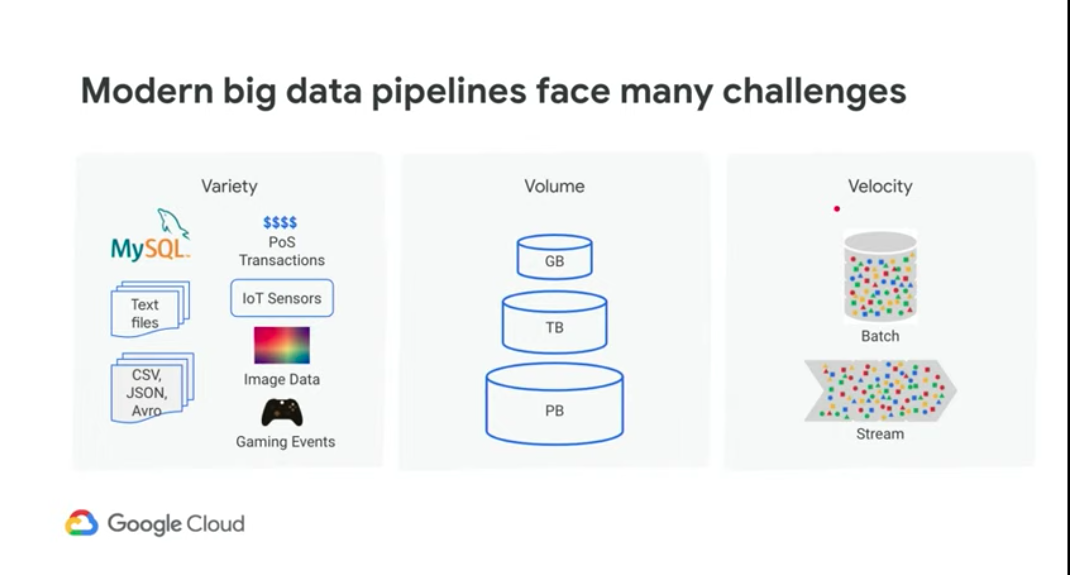 Modern big data pipelines face many challenges
Variety
MySQL™
Text
files
CSV,
JSON,
Avro
$$$$
PoS
Transactions
IoT Sensors
Image Data
Gaming Events
Volume
GB
TB
PB
Velocity
Batch
Stream
Google Cloud